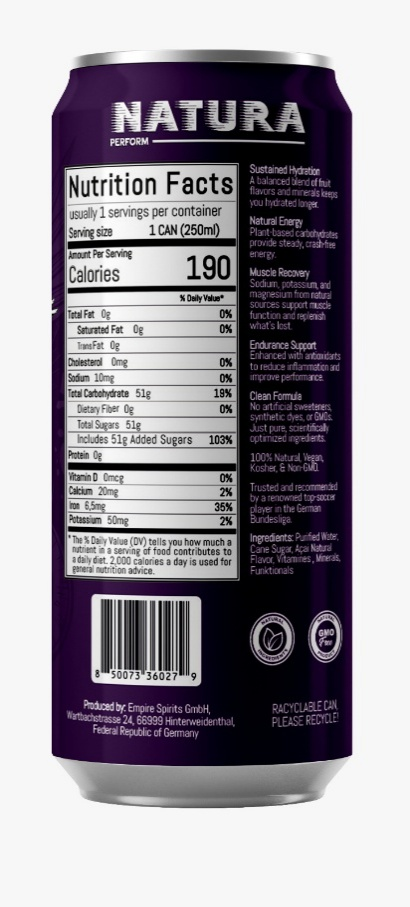 NATURA
PERFORM
Nutrition Facts
usually 1 servings per container
Serving size 1 CAN (250ml)
Amount Per Serving
Calories 190
% Daily Value*
Total Fat 0g 0%
Saturated Fat 0g 0%
Trans Fat 0g
Cholesterol 0mg 0%
Sodium 10mg 0%
Total Carbohydrate 51g 19%
Dietary Fiber 0g 0%
Total Sugars 51g
Includes 51g Added Sugars 103%
Protein 0g
Vitamin D 0mcg 0%
Calcium 20mg 2%
Iron 6,5mg 35%
Potassium 50mg 2%
* The % Daily Value (DV) tells you how much a
nutrient in a serving of food contributes to
a daily diet. 2,000 calories a day is used for
general nutrition advice.
8 50073 36027 9
Produced by: Empire Spirits GmbH,
Wartbachstrasse 24, 66999 Hinterweidenthal,
Federal Republic of Germany
Sustained Hydration
A balanced blend of fruit
flavors and minerals keeps
you hydrated longer.
Natural Energy
Plant-based carbohydrates
provide steady, crash-free
energy.
Muscle Recovery
Sodium, potassium, and
magnesium from natural
sources support muscle
function and replenish
what's lost.
Endurance Support
Enhanced with antioxidants
to reduce inflammation and
improve performance.
Clean Formula
No artificial sweeteners,
synthetic dyes, or GMOs.
Just pure, scientifically
optimized ingredients.
100% Natural, Vegan,
Kosher, & Non-GMO.
Trusted and recommended
by a renowned top-soccer
player in the German
Bundesliga.
Ingredients: Purified Water,
Cane Sugar, Açai Natural
Flavor, Vitamines, Minerals,
Funktionals
NATURAL
INGREDIENTS
GMO
Free
RACYCLABLE CAN,
PLEASE RECYCLE!